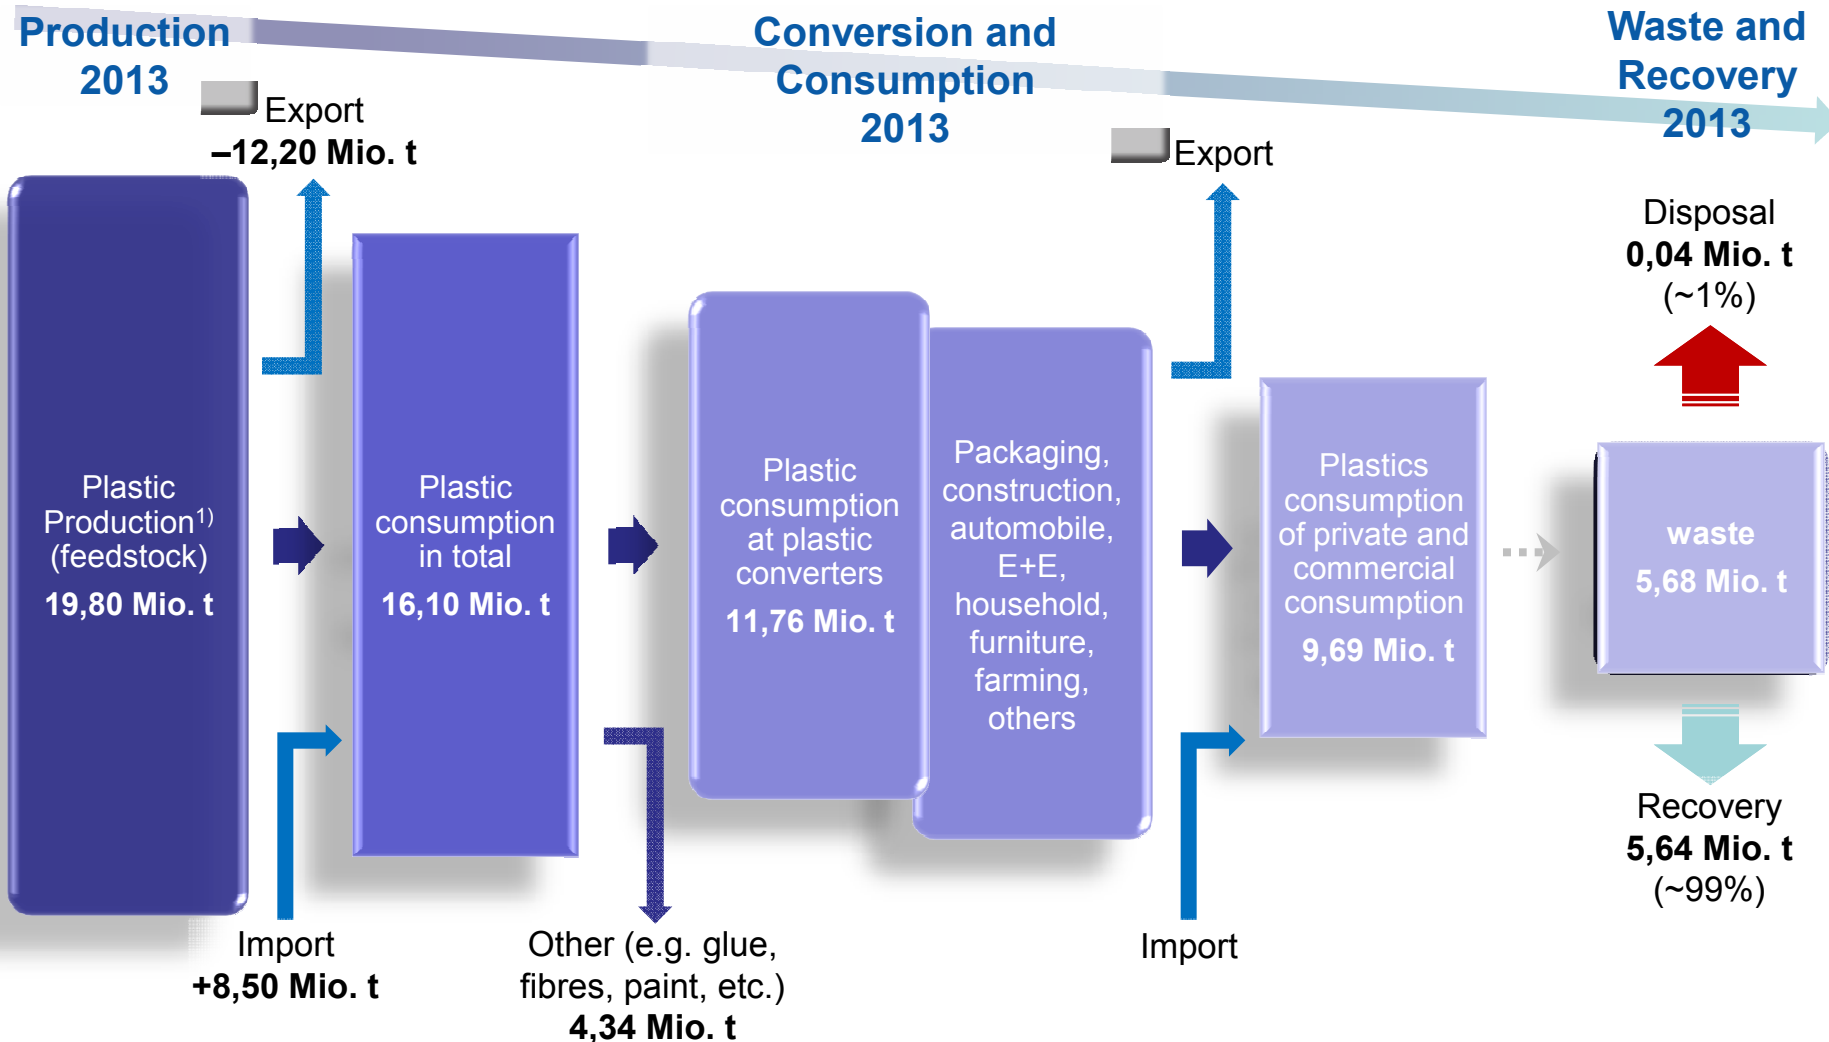 Production
2013
Conversion and
Consumption
2013
Waste and
Recovery
2013
Export
–12,20 Mio. t
Export
Disposal
0,04 Mio. t
(~1%)
Plastic
Production1)
(feedstock)
19,80 Mio. t
Plastic
consumption
in total
16,10 Mio. t
Plastic
consumption
at plastic
converters
11,76 Mio. t
Packaging,
construction,
automobile,
E+E,
household,
furniture,
farming,
others
Plastics
consumption
of private and
commercial
consumption
9,69 Mio. t
waste
5,68 Mio. t
Import
+8,50 Mio. t
Other (e.g. glue,
fibres, paint, etc.)
4,34 Mio. t
Import
Recovery
5,64 Mio. t
(~99%)